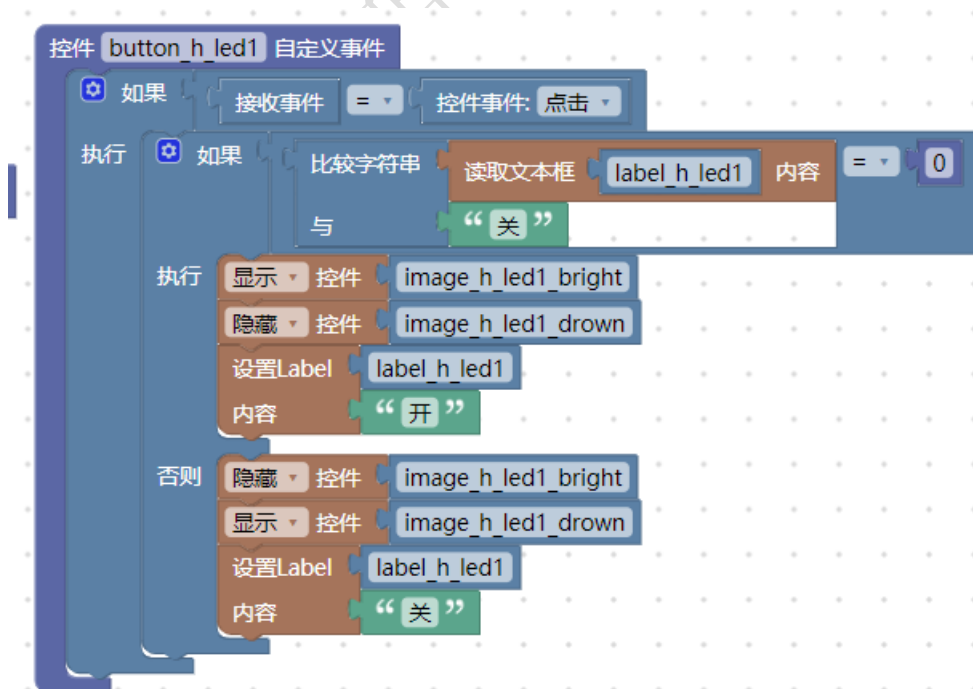 控件 button_h_led1 自定义事件
如果 接收事件 = 控件事件: 点击
执行 如果 比较字符串 读取文本框 label_h_led1 内容 = 0
与 “关”
执行 显示 控件 image_h_led1_bright
隐藏 控件 image_h_led1_drown
设置Label label_h_led1
内容 “开”
否则 隐藏 控件 image_h_led1_bright
显示 控件 image_h_led1_drown
设置Label label_h_led1
内容 “关”